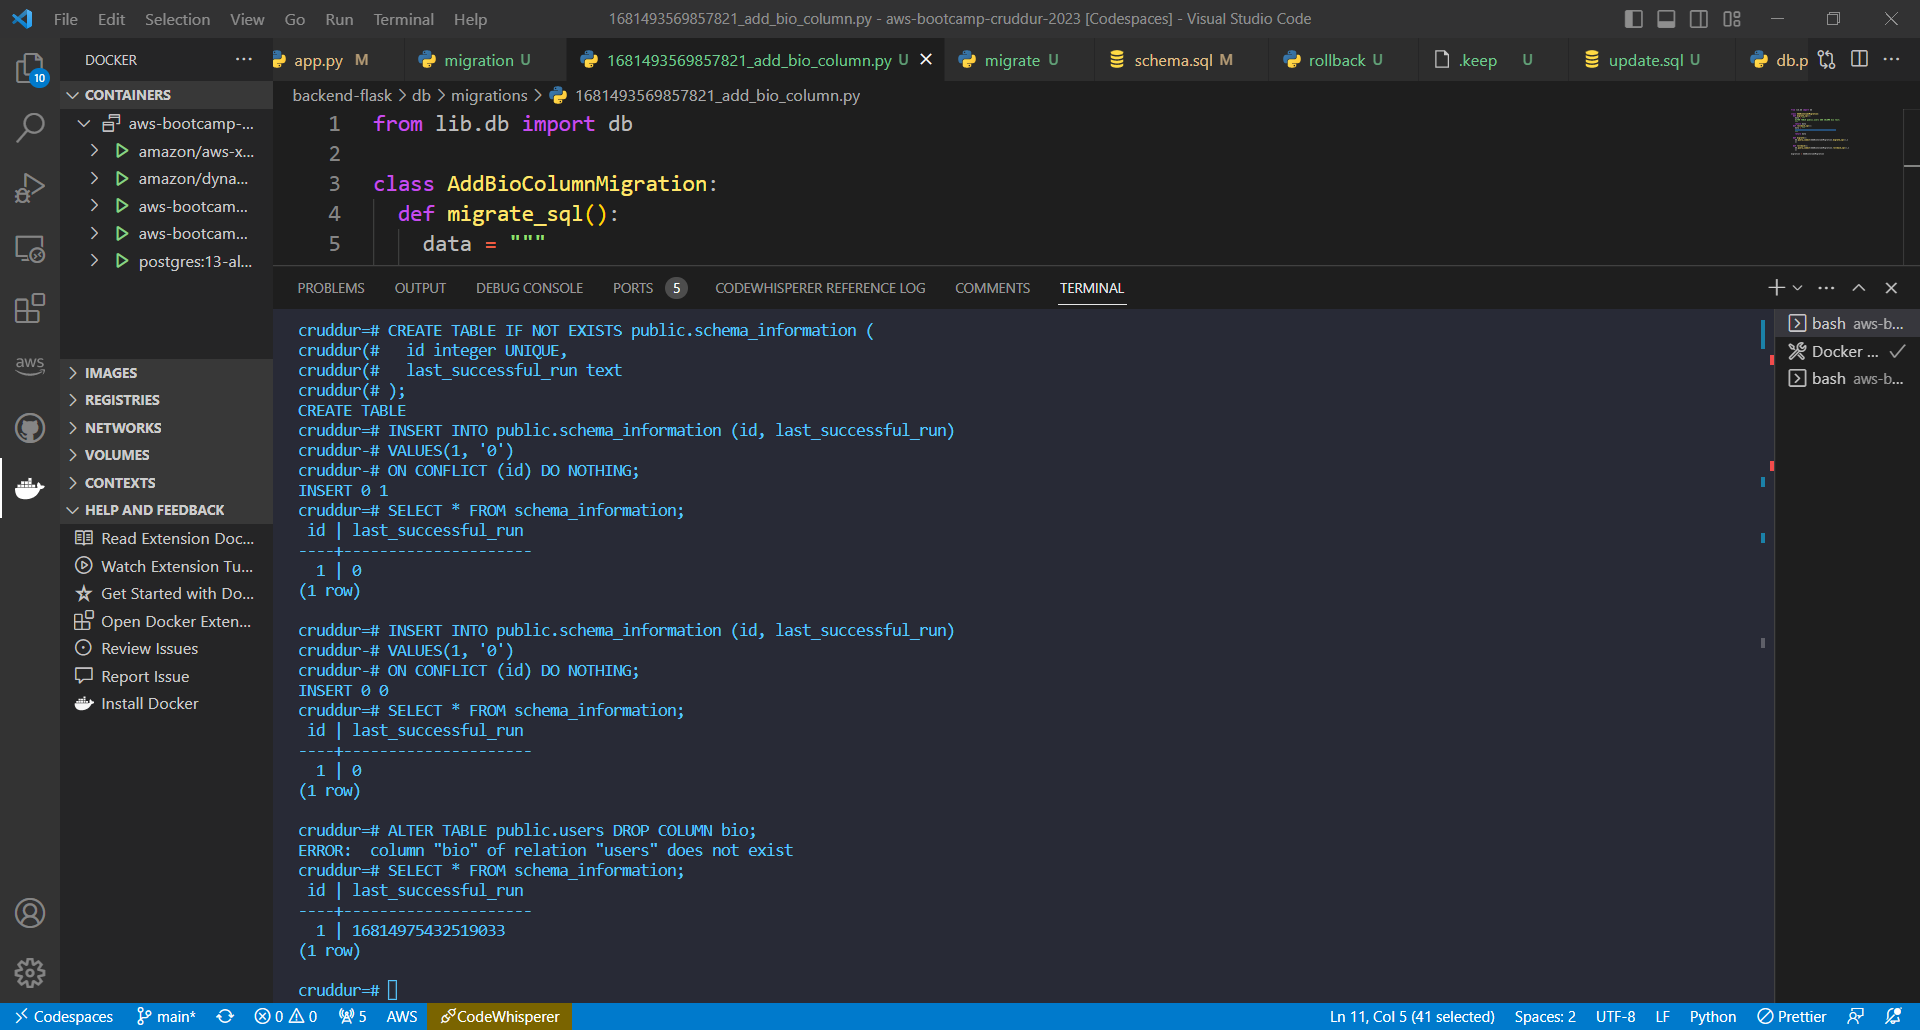 File Edit Selection View Go Run Terminal Help
1681493569857821_add_bio_column.py - aws-bootcamp-cruddur-2023 [Codespaces] - Visual Studio Code
10
DOCKER
CONTAINERS
aws-bootcamp-...
amazon/aws-x...
amazon/dyna...
aws-bootcam...
aws-bootcam...
postgres:13-al...
IMAGES
REGISTRIES
NETWORKS
VOLUMES
CONTEXTS
HELP AND FEEDBACK
Read Extension Doc...
Watch Extension Tu...
Get Started with Do...
Open Docker Exten...
Review Issues
Report Issue
Install Docker
aws
app.py M
migration U
1681493569857821_add_bio_column.py U
migrate U
schema.sql M
rollback U
.keep U
update.sql U
db.p
backend-flask > db > migrations > 1681493569857821_add_bio_column.py
1 from lib.db import db
2
3 class AddBioColumnMigration:
4 def migrate_sql():
5 data = """
PROBLEMS OUTPUT DEBUG CONSOLE PORTS 5 CODEWHISPERER REFERENCE LOG COMMENTS TERMINAL
cruddur=# CREATE TABLE IF NOT EXISTS public.schema_information (
cruddur(# id integer UNIQUE,
cruddur(# last_successful_run text
cruddur(# );
CREATE TABLE
cruddur=# INSERT INTO public.schema_information (id, last_successful_run)
cruddur-# VALUES(1, '0')
cruddur-# ON CONFLICT (id) DO NOTHING;
INSERT 0 1
cruddur=# SELECT * FROM schema_information;
id | last_successful_run
----+---------------------
1 | 0
(1 row)
cruddur=# INSERT INTO public.schema_information (id, last_successful_run)
cruddur-# VALUES(1, '0')
cruddur-# ON CONFLICT (id) DO NOTHING;
INSERT 0 0
cruddur=# SELECT * FROM schema_information;
id | last_successful_run
----+---------------------
1 | 0
(1 row)
cruddur=# ALTER TABLE public.users DROP COLUMN bio;
ERROR:  column "bio" of relation "users" does not exist
cruddur=# SELECT * FROM schema_information;
id | last_successful_run
----+---------------------
1 | 16814975432519033
(1 row)
cruddur=#
bash aws-b...
Docker ...
bash aws-b...
Codespaces main* 0 0 5 AWS CodeWhisperer
Ln 11, Col 5 (41 selected) Spaces: 2 UTF-8 LF Python Prettier